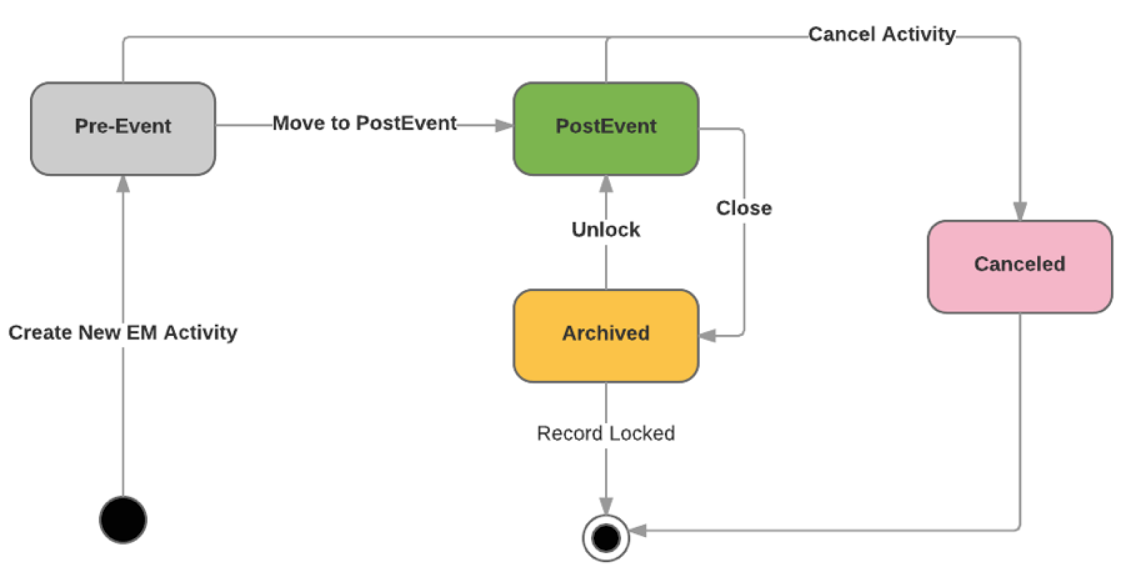 Cancel Activity
Pre-Event
Move to PostEvent
PostEvent
Close
Unlock
Canceled
Create New EM Activity
Archived
Record Locked